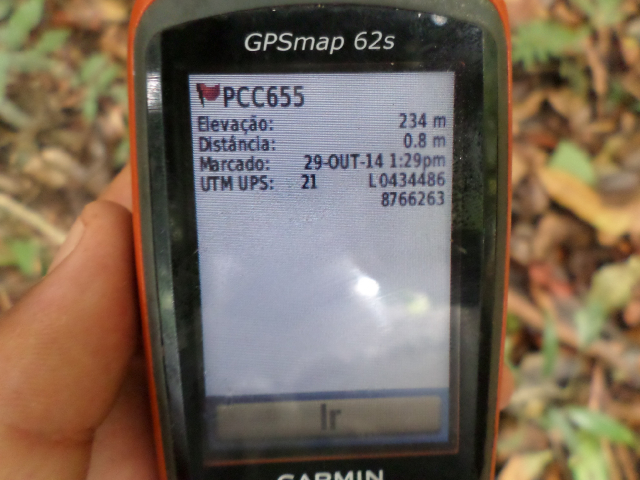 GPSmap 62s
PCC655
Elevação: 234 m
Distância: 0.8 m
Marcado: 29-OUT-14 1:29pm
UTM UPS: 21 L0434486
8766263
Ir
GARMIN